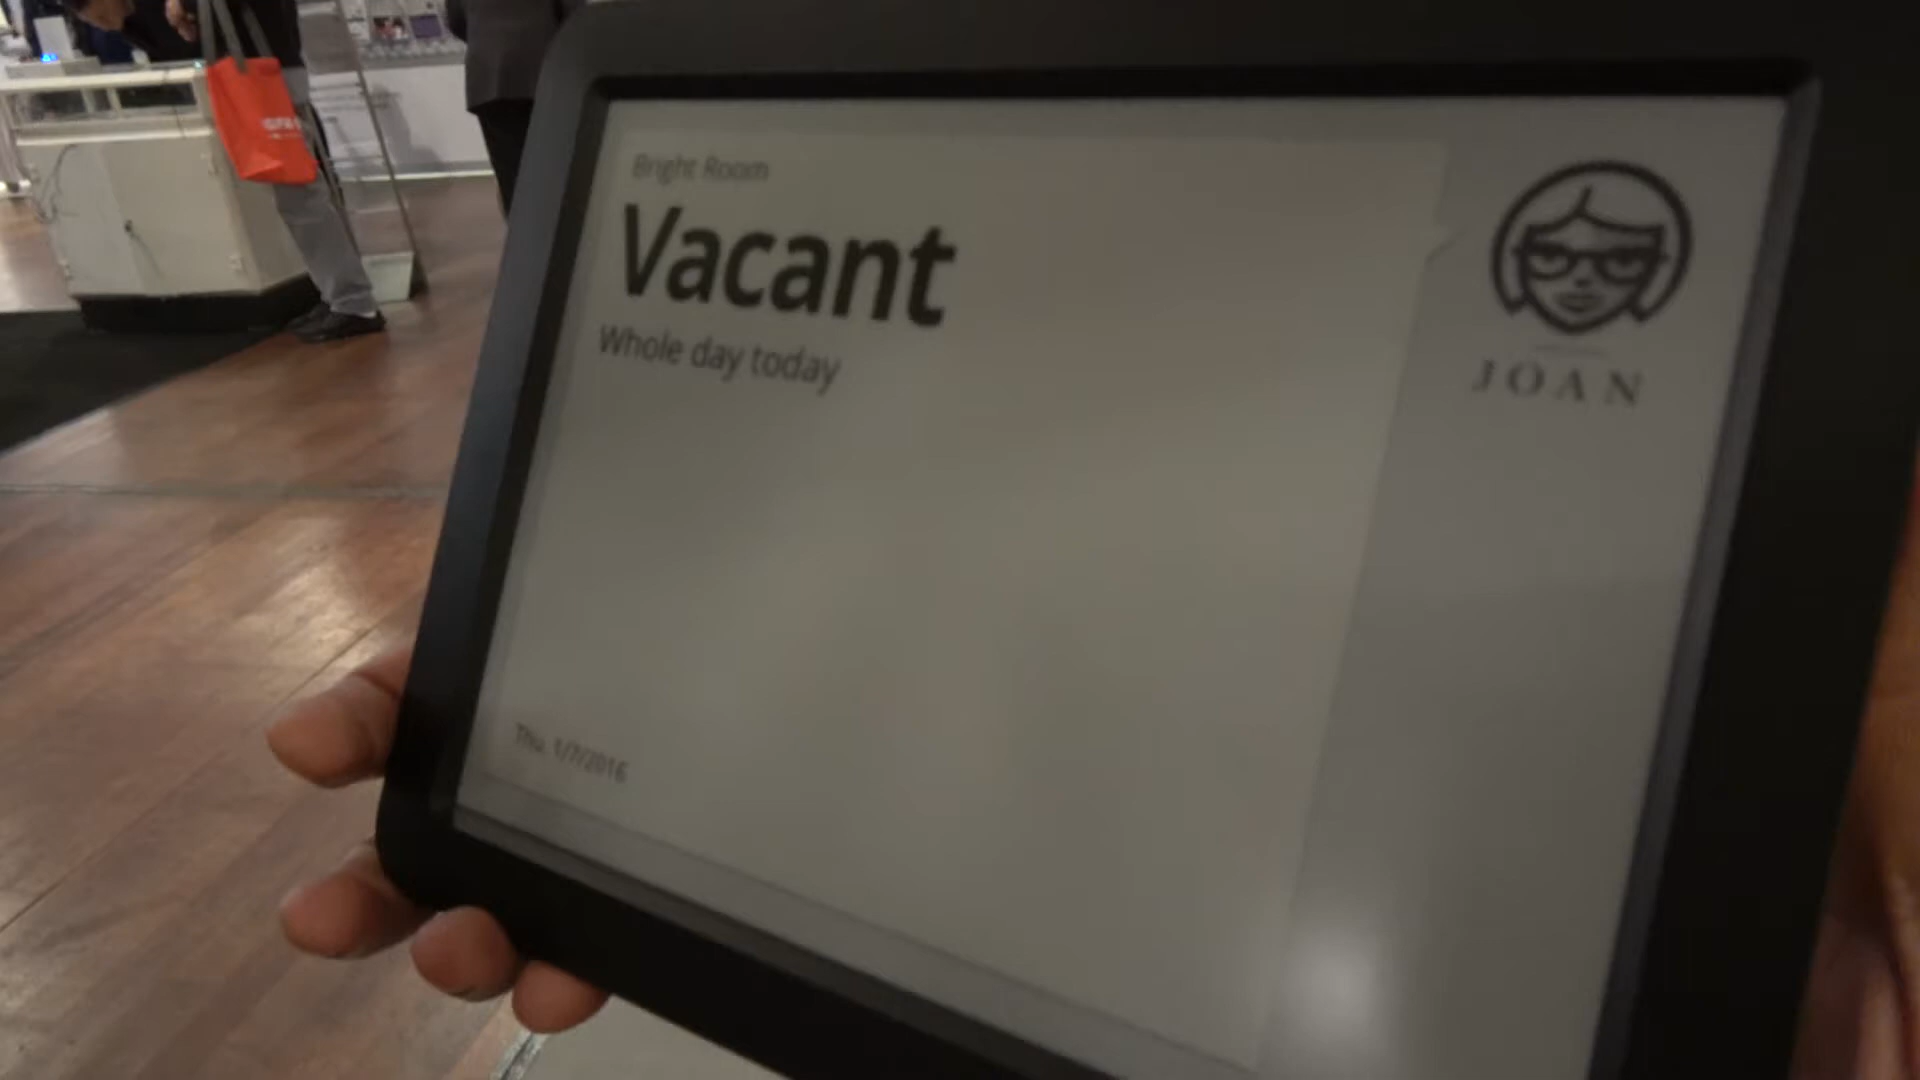 Bright Room
Vacant
Whole day today
Thu. 1/7/2016
JOAN